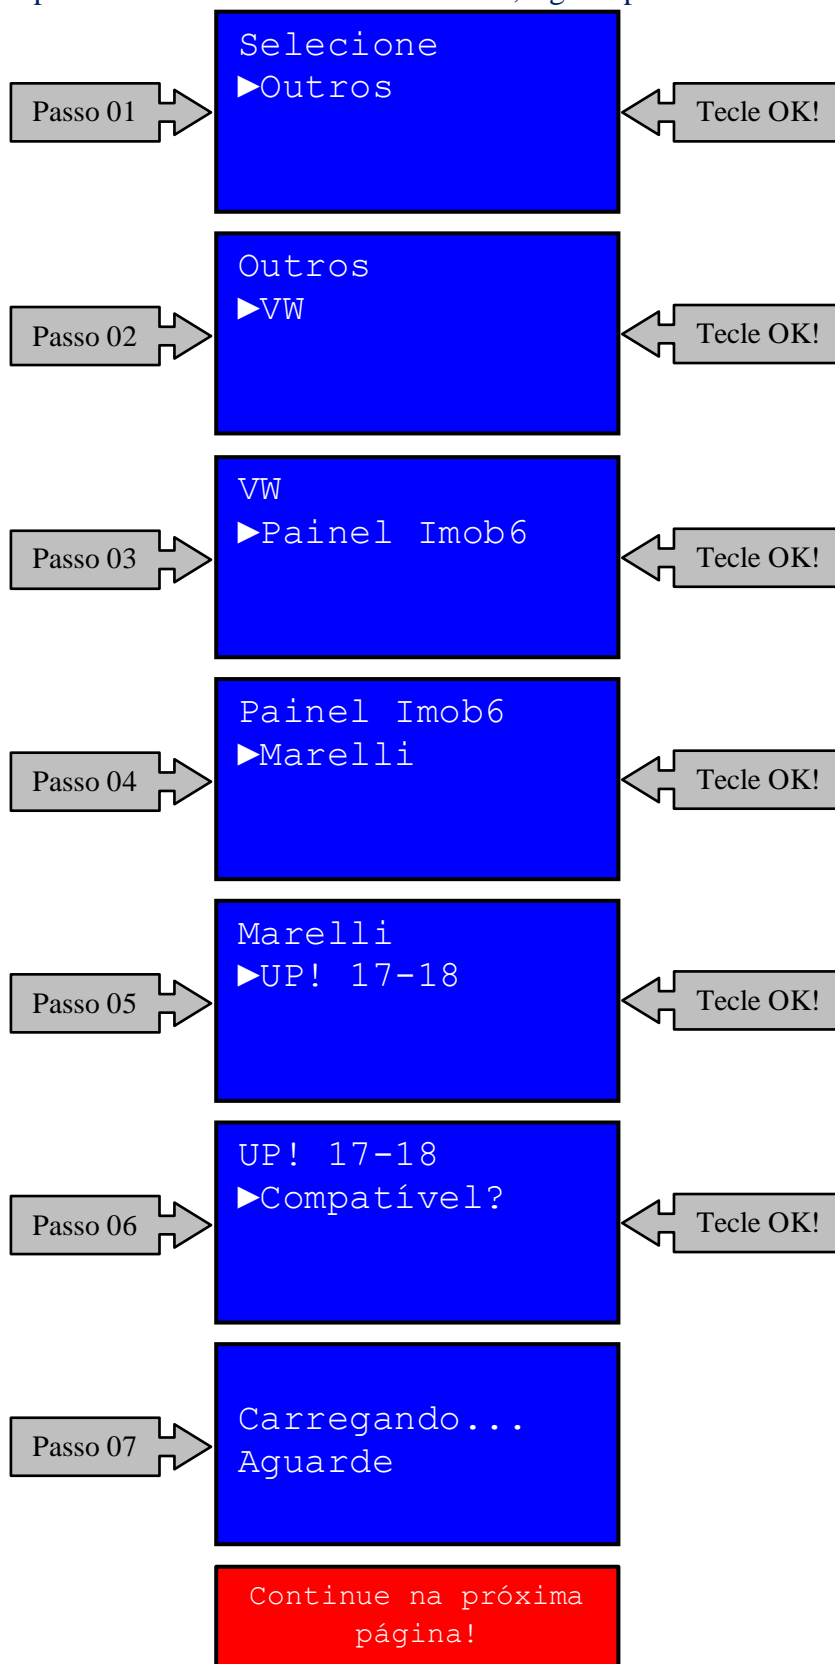 Selecione
►Outros
Passo 01
Tecle OK!
Outros
►VW
Passo 02
Tecle OK!
VW
►Painel Imob6
Passo 03
Tecle OK!
Painel Imob6
►Marelli
Passo 04
Tecle OK!
Marelli
►UP! 17-18
Passo 05
Tecle OK!
UP! 17-18
►Compatível?
Passo 06
Tecle OK!
Carregando...
Aguarde
Passo 07
Continue na próxima
página!